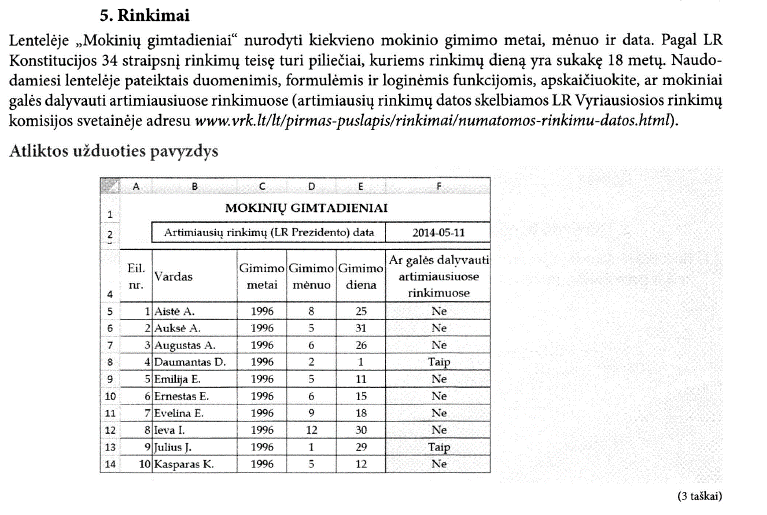 5. Rinkimai
Lentelėje „Mokinių gimtadieniai“ nurodyti kiekvieno mokinio gimimo metai, mėnuo ir data. Pagal LR
Konstitucijos 34 straipsnį rinkimų teisę turi piliečiai, kuriems rinkimų dieną yra sukakę 18 metų. Naudo-
damiesi lentelėje pateiktais duomenimis, formulėmis ir loginėmis funkcijomis, apskaičiuokite, ar mokiniai
galės dalyvauti artimiausiuose rinkimuose (artimiausių rinkimų datos skelbiamos LR Vyriausiosios rinkimų
komisijos svetainėje adresu www.vrk.lt/lt/pirmas-puslapis/rinkimai/numatomos-rinkimu-datos.html).
Atliktos užduoties pavyzdys
A B C D E F
1 MOKINIŲ GIMTADIENIAI
2 Artimiausių rinkimų (LR Prezidento) data 2014-05-11
4 Eil. nr. Vardas Gimimo metai Gimimo mėnuo Gimimo diena Ar galės dalyvauti artimiausiuose rinkimuose
5 1 Aistė A. 1996 8 25 Ne
6 2 Auksė A. 1996 5 31 Ne
7 3 Augustas A. 1996 6 26 Ne
8 4 Daumantas D. 1996 2 1 Taip
9 5 Emilija E. 1996 5 11 Ne
10 6 Ernestas E. 1996 6 15 Ne
11 7 Evelina E. 1996 9 18 Ne
12 8 Ieva I. 1996 12 30 Ne
13 9 Julius J. 1996 1 29 Taip
14 10 Kasparas K. 1996 5 12 Ne
(3 taškai)